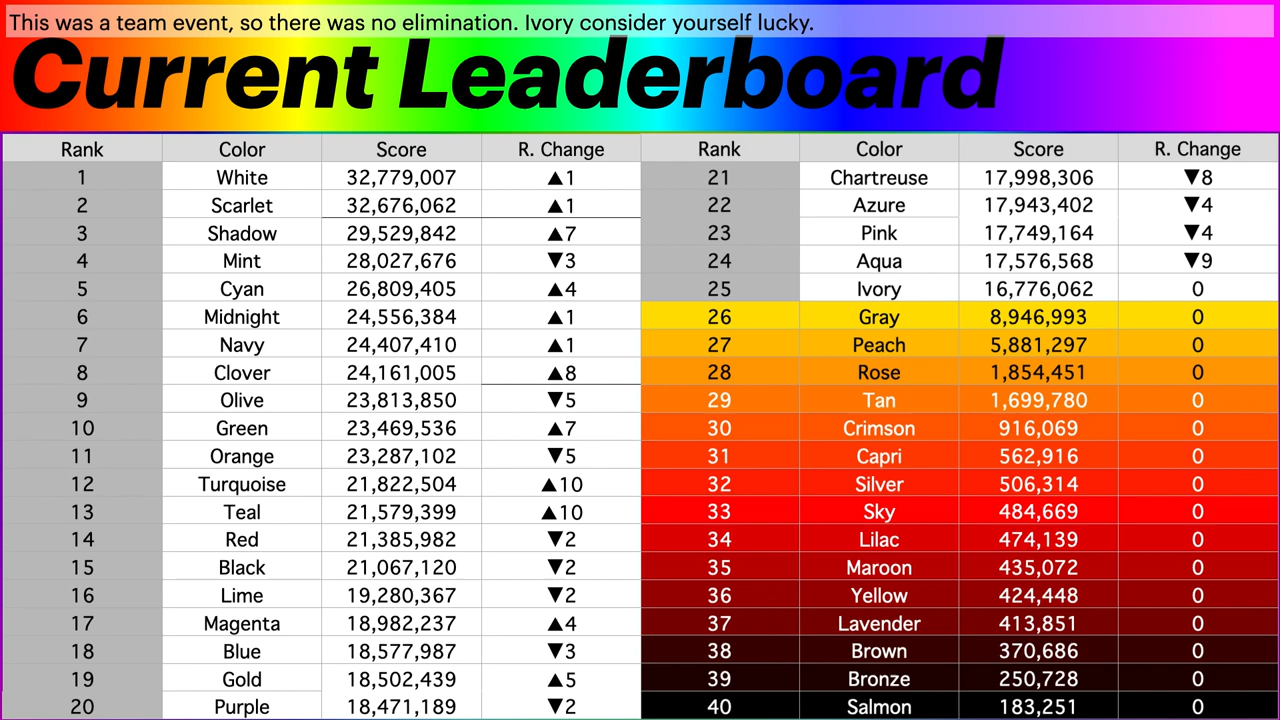 This was a team event, so there was no elimination. Ivory consider yourself lucky.
Current Leaderboard
Rank Color Score R. Change Rank Color Score R. Change
1 White 32,779,007 ▲1 21 Chartreuse 17,998,306 ▼8
2 Scarlet 32,676,062 ▲1 22 Azure 17,943,402 ▼4
3 Shadow 29,529,842 ▲7 23 Pink 17,749,164 ▼4
4 Mint 28,027,676 ▼3 24 Aqua 17,576,568 ▼9
5 Cyan 26,809,405 ▲4 25 Ivory 16,776,062 0
6 Midnight 24,556,384 ▲1 26 Gray 8,946,993 0
7 Navy 24,407,410 ▲1 27 Peach 5,881,297 0
8 Clover 24,161,005 ▲8 28 Rose 1,854,451 0
9 Olive 23,813,850 ▼5 29 Tan 1,699,780 0
10 Green 23,469,536 ▲7 30 Crimson 916,069 0
11 Orange 23,287,102 ▼5 31 Capri 562,916 0
12 Turquoise 21,822,504 ▲10 32 Silver 506,314 0
13 Teal 21,579,399 ▲10 33 Sky 484,669 0
14 Red 21,385,982 ▼2 34 Lilac 474,139 0
15 Black 21,067,120 ▼2 35 Maroon 435,072 0
16 Lime 19,280,367 ▼2 36 Yellow 424,448 0
17 Magenta 18,982,237 ▲4 37 Lavender 413,851 0
18 Blue 18,577,987 ▼3 38 Brown 370,686 0
19 Gold 18,502,439 ▲5 39 Bronze 250,728 0
20 Purple 18,471,189 ▼2 40 Salmon 183,251 0